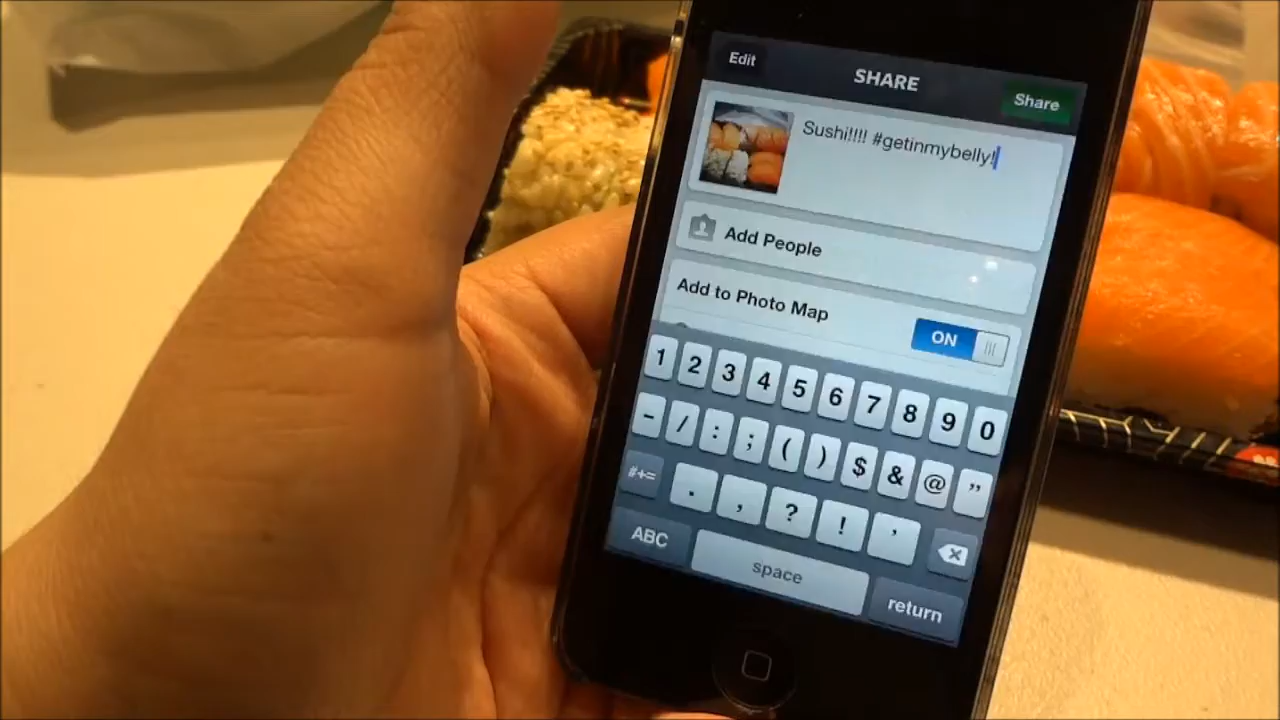 Edit
SHARE
Share
Sushi!!!! #getinmybelly!
Add People
Add to Photo Map
ON
1 2 3 4 5 6 7 8 9 0
- / : ; ( ) $ & @ "
#+= . , ? ! '
ABC space return